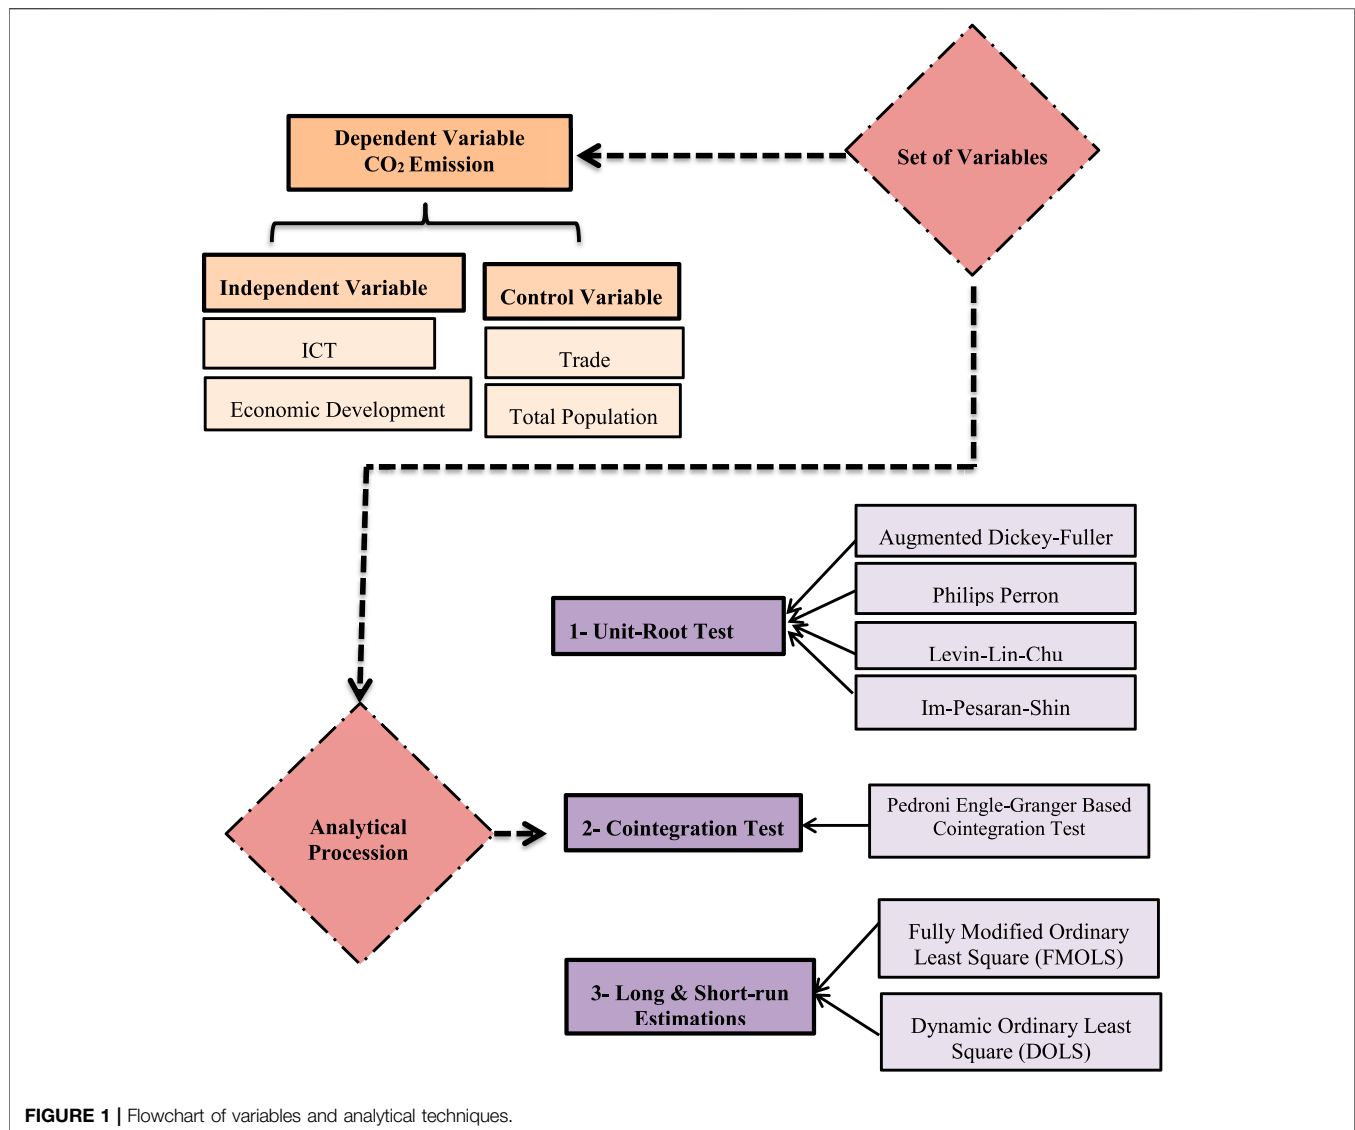 Set of Variables
Dependent Variable
CO₂ Emission
Independent Variable
ICT
Economic Development
Control Variable
Trade
Total Population
Analytical
Procession
1- Unit-Root Test
Augmented Dickey-Fuller
Philips Perron
Levin-Lin-Chu
Im-Pesaran-Shin
2- Cointegration Test
Pedroni Engle-Granger Based
Cointegration Test
3- Long & Short-run
Estimations
Fully Modified Ordinary
Least Square (FMOLS)
Dynamic Ordinary Least
Square (DOLS)
FIGURE 1 | Flowchart of variables and analytical techniques.